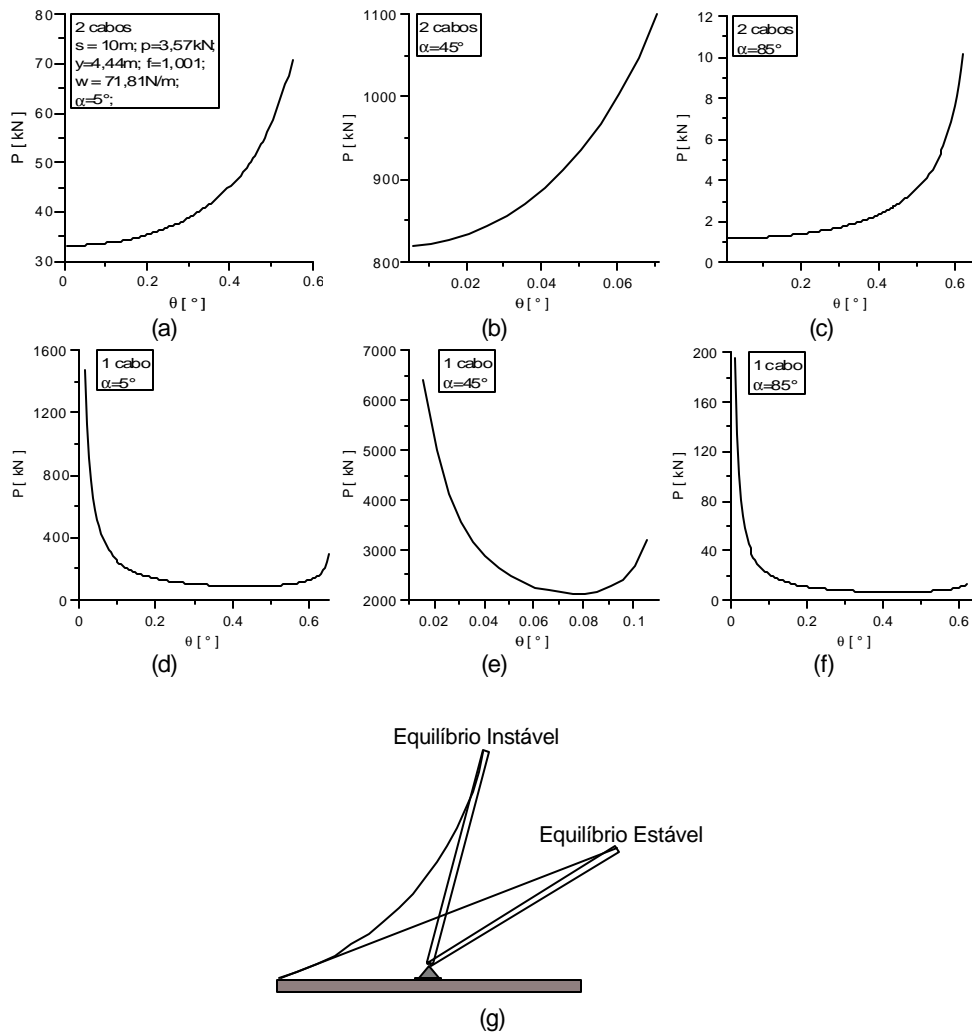 80
70
60
50
40
30
P [ kN]
2 cabos
s = 10m; p=3,57kN;
y=4,44m; f=1,001;
w = 71,81N/m;
α=5°;
0
0.2
0.4
0.6
θ [ ° ]
(a)
1100
1000
900
800
P [ kN ]
2 cabos
α=45°
0.02
0.04
0.06
Θ [ ° ]
(b)
12
10
8
6
4
2
0
P [ kN ]
2 cabos
α=85°
0.2
0.4
0.6
θ [ ° ]
(c)
1600
1200
800
400
0
P [ kN ]
1 cabo
α=5°
0
0.2
0.4
0.6
θ [ ° ]
(d)
7000
6000
5000
4000
3000
2000
P [ kN ]
1 cabo
α=45°
0.02
0.04
0.06
0.08
0.1
Θ [ ° ]
(e)
200
160
120
80
40
0
P [ kN ]
1 cabo
α=85°
0
0.2
0.4
0.6
θ [ ° ]
(f)
Equilíbrio Instável
Equilíbrio Estável
(g)